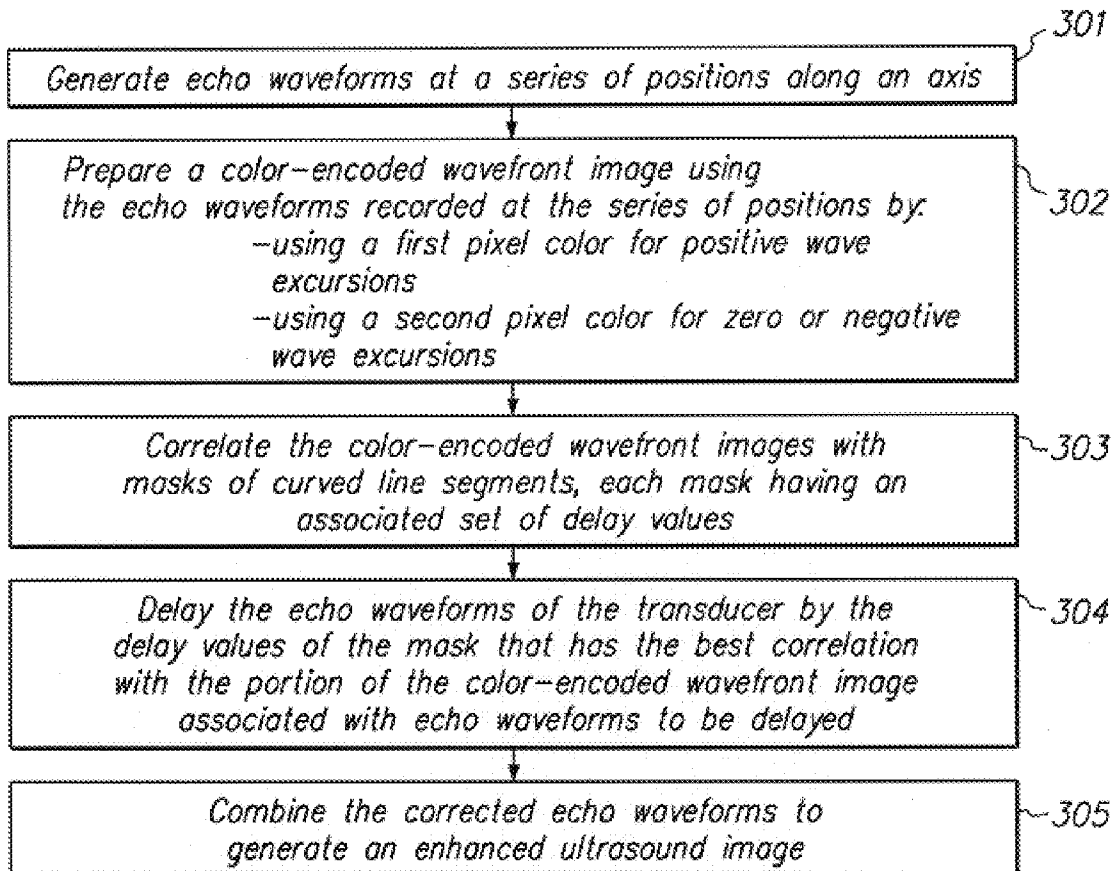 301
Generate echo waveforms at a series of positions along an axis
Prepare a color-encoded wavefront image using
the echo waveforms recorded at the series of positions by:
-using a first pixel color for positive wave
excursions
-using a second pixel color for zero or negative
wave excursions
302
Correlate the color-encoded wavefront images with
masks of curved line segments, each mask having an
associated set of delay values
303
Delay the echo waveforms of the transducer by the
delay values of the mask that has the best correlation
with the portion of the color-encoded wavefront image
associated with echo waveforms to be delayed
304
Combine the corrected echo waveforms to
generate an enhanced ultrasound image
305